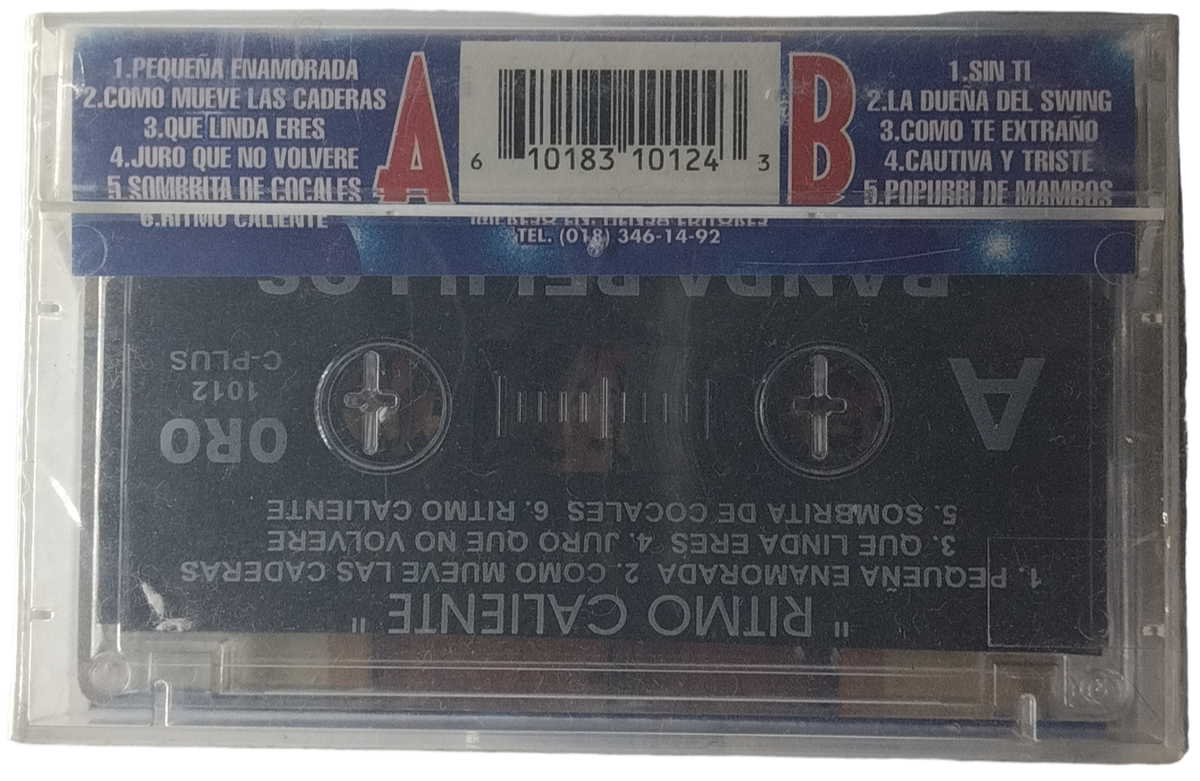 1.PEQUEÑA ENAMORADA
2.COMO MUEVE LAS CADERAS
3.QUE LINDA ERES
4.JURO QUE NO VOLVERE
5 SOMBRITA DE COCALES
6.RITMO CALIENTE
A
6 10183 10124 3
B
1.SIN TI
2.LA DUEÑA DEL SWING
3.COMO TE EXTRAÑO
4.CAUTIVA Y TRISTE
5.POPURRI DE MAMBOS
IMPRESO EN:
TEL. (018) 346-14-92
" RITMO CALIENTE "
1. PEQUEÑA ENAMORADA 2. COMO MUEVE LAS CADERAS
3. QUE LINDA ERES 4. JURO QUE NO VOLVERE
5. SOMBRITA DE COCALES 6. RITMO CALIENTE
A
ORO
1012
C-PLUS
BANDA PELILLOS